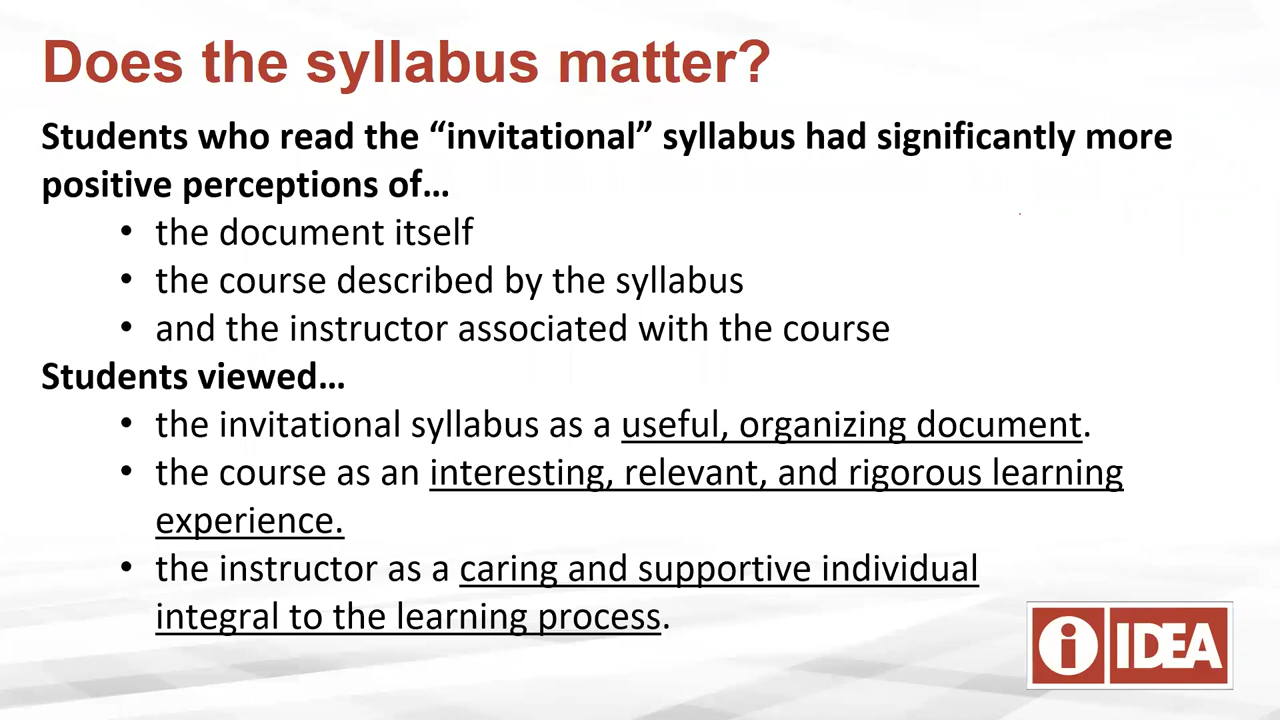 Does the syllabus matter?
Students who read the “invitational” syllabus had significantly more
positive perceptions of…
• the document itself
• the course described by the syllabus
• and the instructor associated with the course
Students viewed…
• the invitational syllabus as a useful, organizing document.
• the course as an interesting, relevant, and rigorous learning
experience.
• the instructor as a caring and supportive individual
integral to the learning process.
i IDEA